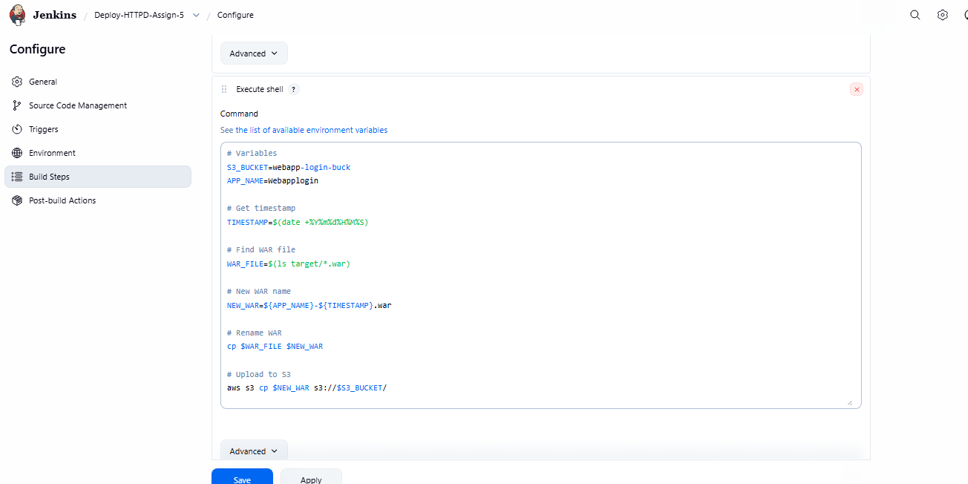 Jenkins / Deploy-HTTPD-Assign-5 / Configure
Configure
General
Source Code Management
Triggers
Environment
Build Steps
Post-build Actions
Advanced
Execute shell ?
Command
See the list of available environment variables
# Variables
S3_BUCKET=webapp-login-buck
APP_NAME=Webapplogin
# Get timestamp
TIMESTAMP=$(date +%Y%m%d%H%M%S)
# Find WAR file
WAR_FILE=$(ls target/*.war)
# New WAR name
NEW_WAR=${APP_NAME}-${TIMESTAMP}.war
# Rename WAR
cp $WAR_FILE $NEW_WAR
# Upload to S3
aws s3 cp $NEW_WAR s3://$S3_BUCKET/
Advanced
Save
Apply